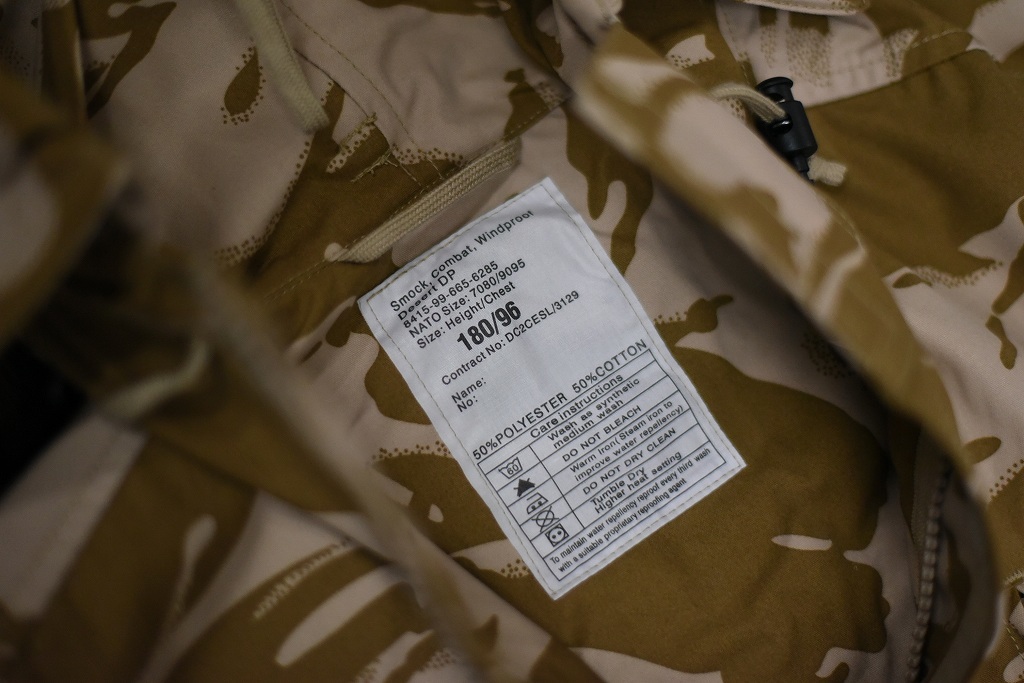 Smock, Combat, Windproof
Desert DP
8415-99-665-6285
NATO Size: 7080/9095
Size: Height/Chest
180/96
Contract No: DC2CESL/3129
Name:
No:
50%POLYESTER 50%COTTON
Care instructions
60
Wash as synthetic
medium wash
DO NOT BLEACH
Warm iron( Steam iron to
improve water repellency)
DO NOT DRY CLEAN
Tumble Dry
Higher heat setting
To maintain water repellency reproof every third wash
with a suitable proprietary reproofing agent